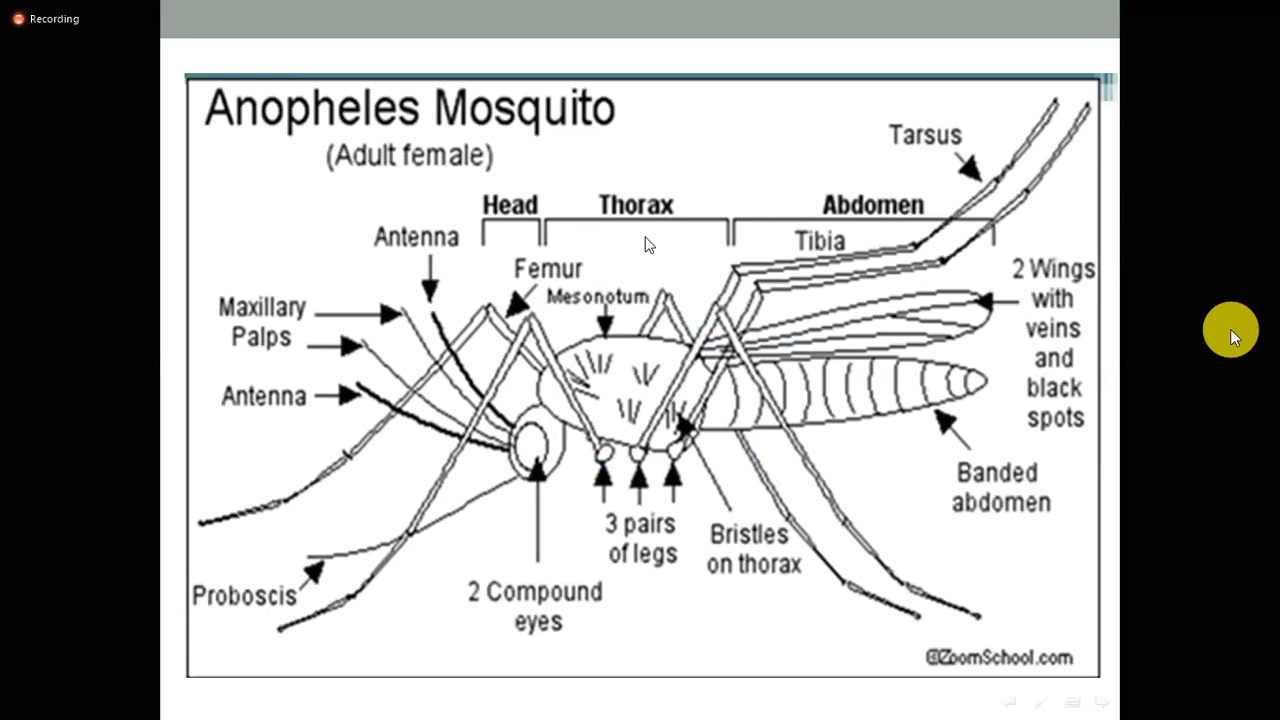 Recording
Anopheles Mosquito
(Adult female)
Tarsus
Head
Thorax
Abdomen
Antenna
Tibia
Femur
2 Wings
with
veins
and
black
spots
Mesonotum
Maxillary
Palps
Antenna
Banded
abdomen
3 pairs
of legs
Bristles
on thorax
Proboscis
2 Compound
eyes
©ZoomSchool.com